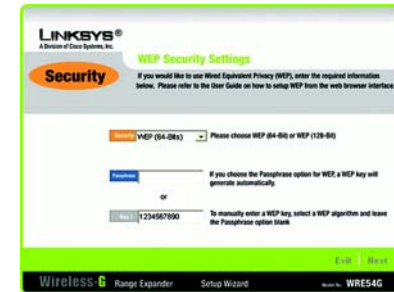 LINKSYS®
A Division of Cisco Systems, Inc.
WEP Security Settings
Security
If you would like to use Wired Equivalent Privacy (WEP), enter the required information
below. Please refer to the User Guide on how to setup WEP from the web browser interface.
Security WEP (64-Bits) Please choose WEP (64-Bit) or WEP (128-Bit)
Passphrase If you choose the Passphrase option for WEP, a WEP key will
generate automatically.
or
Key 1 1234567890 To manually enter a WEP key, select a WEP algorithm and leave
the Passphrase option blank
Exit Next
Wireless-G Range Expander Setup Wizard Model No. WRE54G